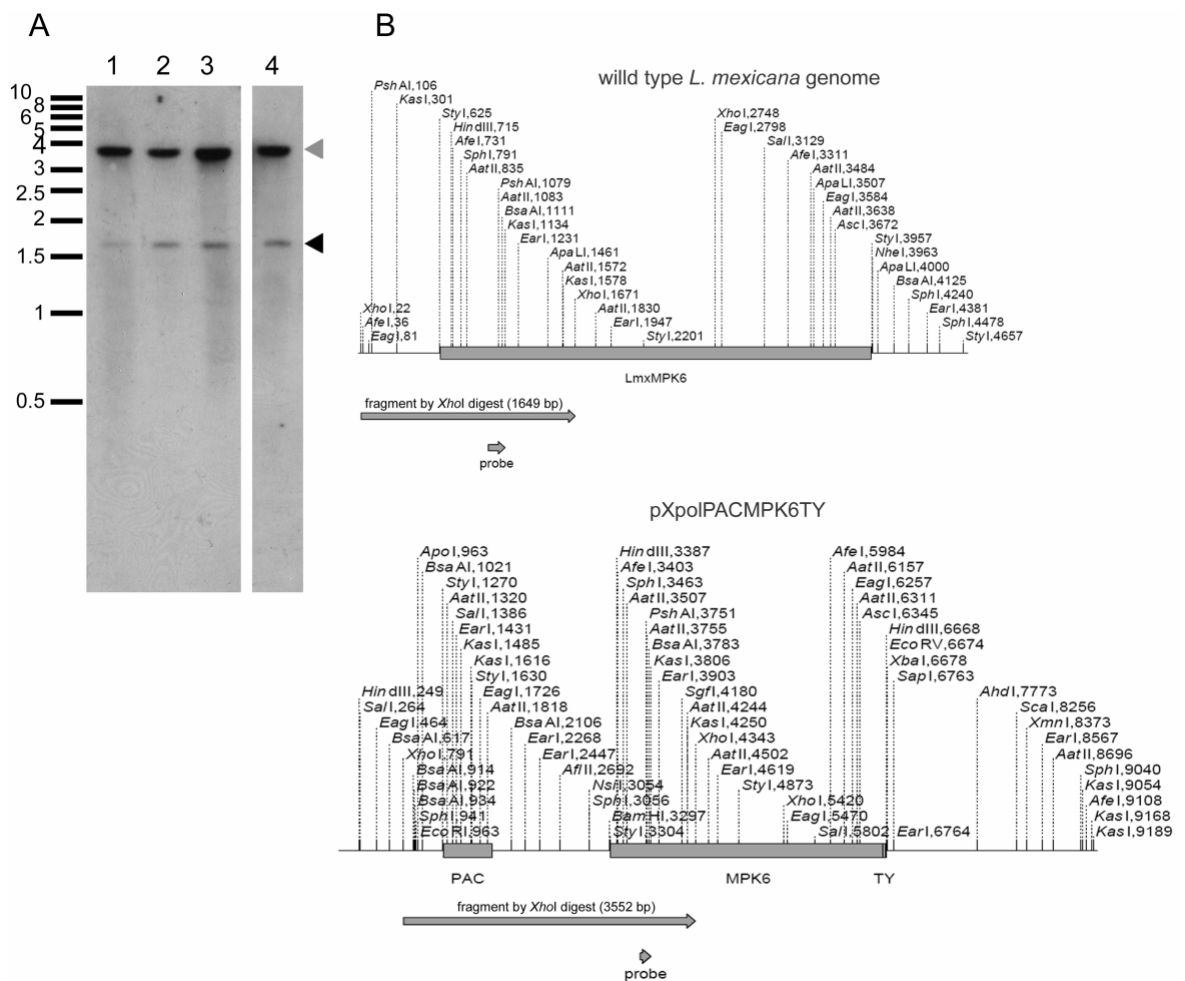 A
1 2 3 4
10
8
6
5
4
3
2.5
2
1.5
1
0.5
B
willd type L. mexicana genome
PshAI,106
KasI,301
StyI,625
HindIII,715
AfeI,731
SphI,791
AatII,835
PshAI,1079
AatII,1083
BsaAI,1111
KasI,1134
EarI,1231
ApaLI,1461
AatII,1572
KasI,1578
XhoI,1671
AatII,1830
EarI,1947
StyI,2201
XhoI,22
AfeI,36
EagI,81
XhoI,2748
EagI,2798
SalI,3129
AfeI,3311
AatII,3484
ApaLI,3507
EagI,3584
AatII,3638
AscI,3672
StyI,3957
NheI,3963
ApaLI,4000
BsaAI,4125
SphI,4240
EarI,4381
SphI,4478
StyI,4657
LmxMPK6
fragment by XhoI digest (1649 bp)
probe
pXpolPACMPK6TY
ApoI,963
BsaAI,1021
StyI,1270
AatII,1320
SalI,1386
EarI,1431
KasI,1485
KasI,1616
StyI,1630
EagI,1726
AatII,1818
BsaAI,2106
EarI,2268
EarI,2447
AflII,2692
NsiI,3054
SphI,3056
BamHI,3297
StyI,3304
HindIII,249
SalI,264
EagI,464
BsaAI,617
XhoI,791
BsaAI,914
BsaAI,922
BsaAI,934
SphI,941
EcoRI,963
HindIII,3387
AfeI,3403
SphI,3463
AatII,3507
PshAI,3751
AatII,3755
BsaAI,3783
KasI,3806
EarI,3903
SgfI,4180
AatII,4244
KasI,4250
XhoI,4343
AatII,4502
EarI,4619
StyI,4873
XhoI,5420
EagI,5470
SalI,5802
AfeI,5984
AatII,6157
EagI,6257
AatII,6311
AscI,6345
HindIII,6668
EcoRV,6674
XbaI,6678
SapI,6763
EarI,6764
AhdI,7773
ScaI,8256
XmnI,8373
EarI,8567
AatII,8696
SphI,9040
KasI,9054
AfeI,9108
KasI,9168
KasI,9189
PAC MPK6 TY
fragment by XhoI digest (3552 bp)
probe